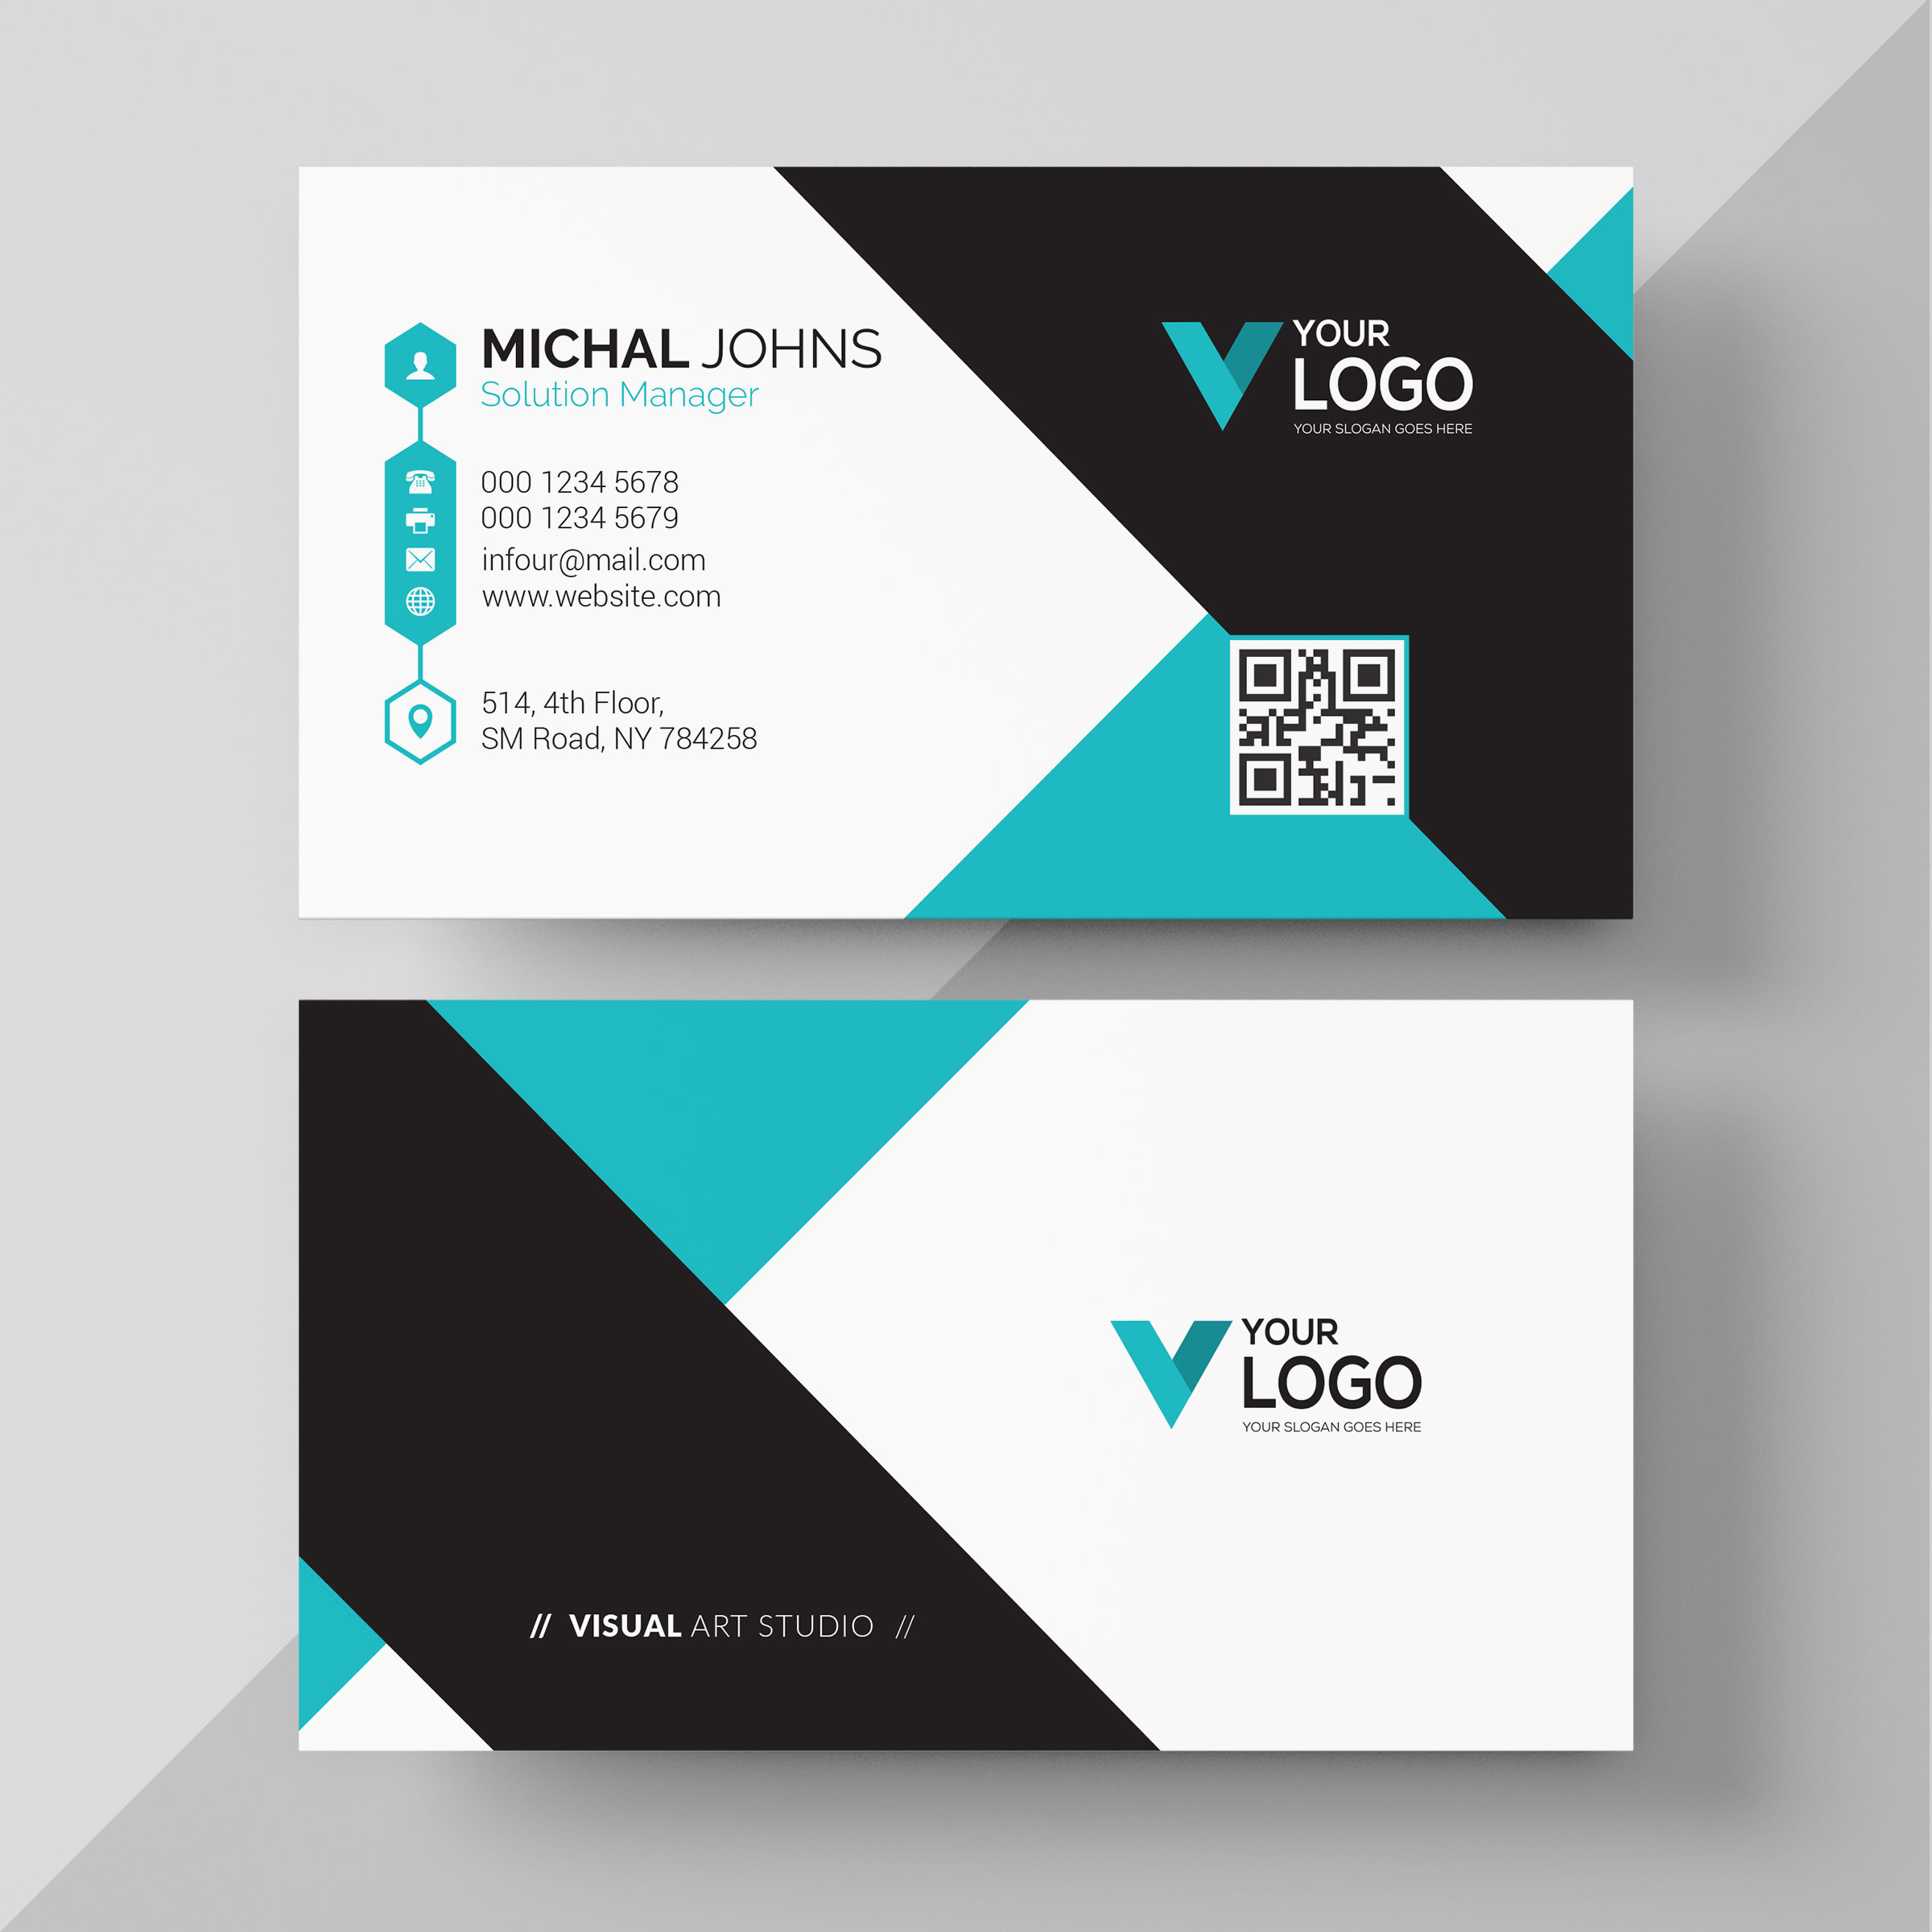 MICHAL JOHNS
Solution Manager
000 1234 5678
000 1234 5679
infour@mail.com
www.website.com
514, 4th Floor,
SM Road, NY 784258
YOUR
LOGO
YOUR SLOGAN GOES HERE
YOUR
LOGO
YOUR SLOGAN GOES HERE
// VISUAL ART STUDIO //